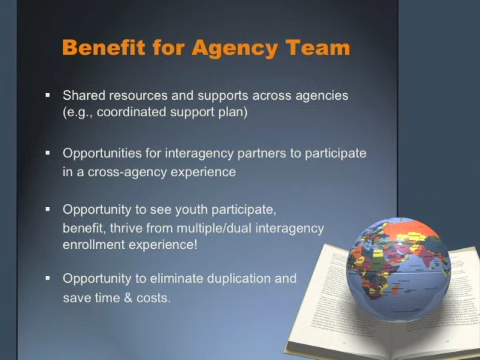 Benefit for Agency Team
▪ Shared resources and supports across agencies
(e.g., coordinated support plan)
▪ Opportunities for interagency partners to participate
in a cross-agency experience
▪ Opportunity to see youth participate,
benefit, thrive from multiple/dual interagency
enrollment experience!
▪ Opportunity to eliminate duplication and
save time & costs.